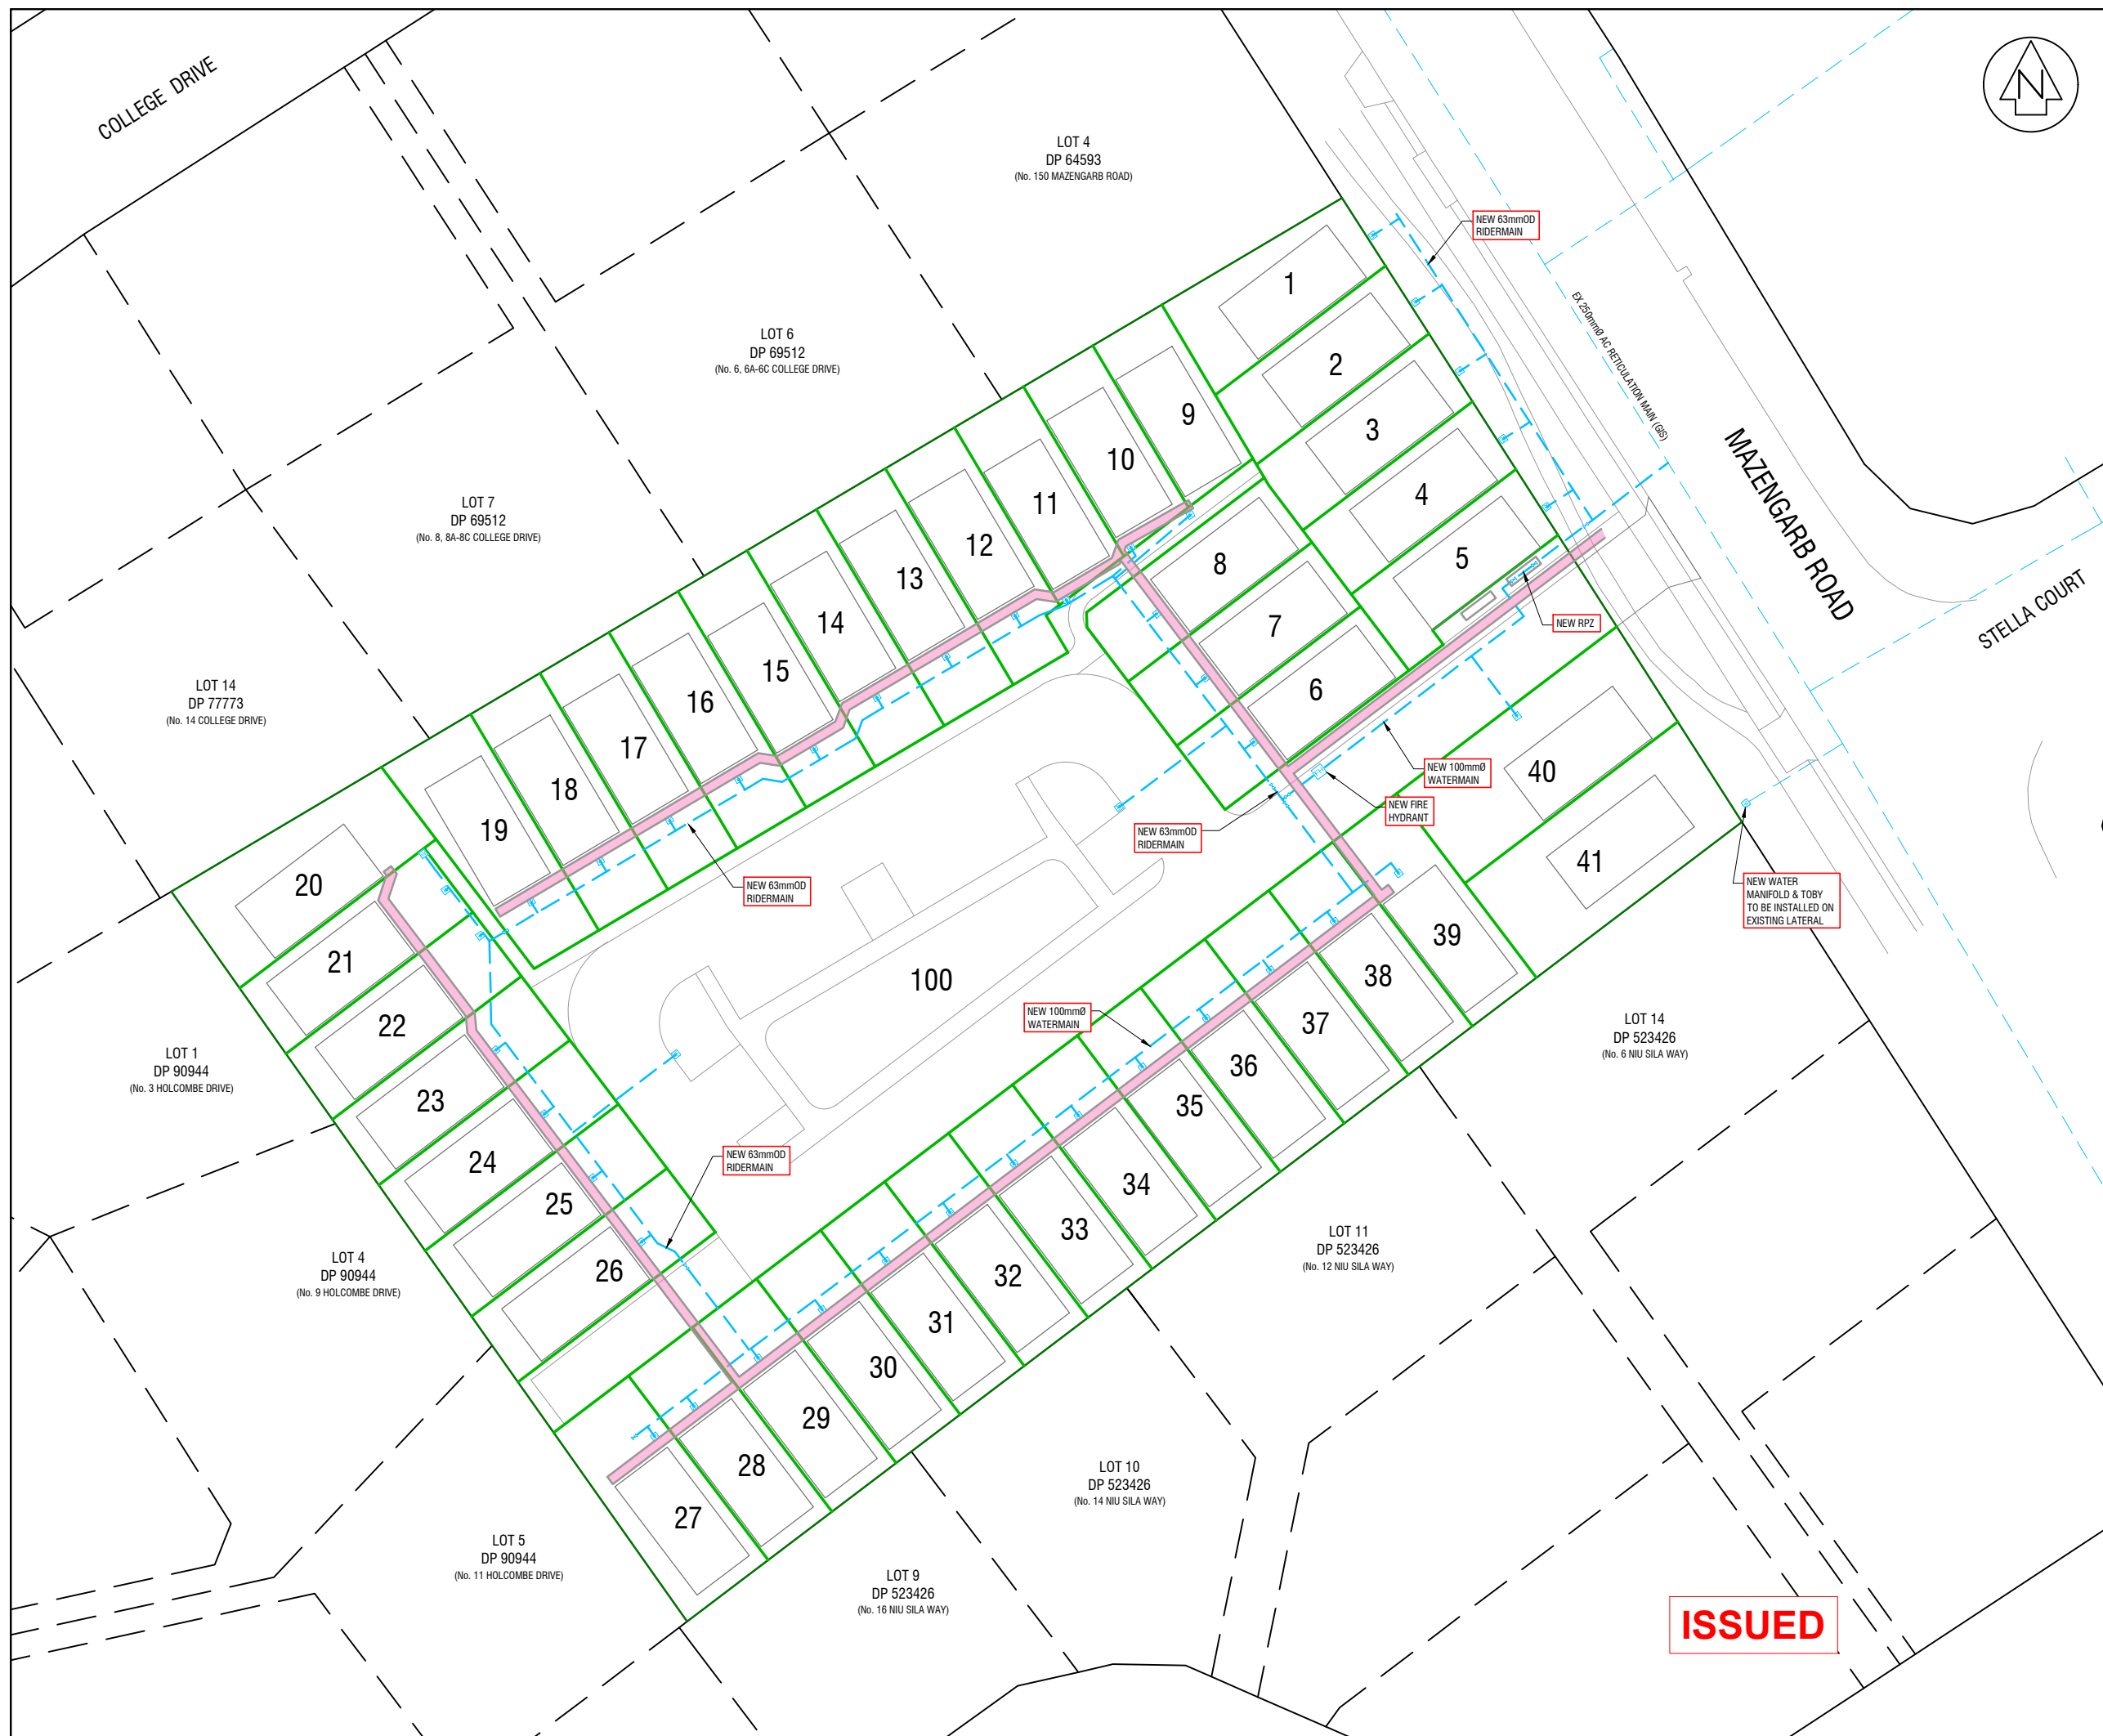 COLLEGE DRIVE
N
LOT 4
DP 64593
(No. 150 MAZENGARB ROAD)
NEW 63mmOD
RIDERMAIN
EX 250mmØ AC RETICULATION MAIN (GIS)
MAZENGARB ROAD
STELLA COURT
LOT 6
DP 69512
(No. 6, 6A-6C COLLEGE DRIVE)
LOT 7
DP 69512
(No. 8, 8A-8C COLLEGE DRIVE)
LOT 14
DP 77773
(No. 14 COLLEGE DRIVE)
1
2
3
4
5
6
7
8
9
10
11
12
13
14
15
16
17
18
19
20
21
22
23
24
25
26
27
28
29
30
31
32
33
34
35
36
37
38
39
40
41
100
NEW RPZ
NEW 100mmØ
WATERMAIN
NEW FIRE
HYDRANT
NEW 63mmOD
RIDERMAIN
NEW 63mmOD
RIDERMAIN
NEW WATER
MANIFOLD & TOBY
TO BE INSTALLED ON
EXISTING LATERAL
NEW 100mmØ
WATERMAIN
NEW 63mmOD
RIDERMAIN
LOT 14
DP 523426
(No. 6 NIU SILA WAY)
LOT 1
DP 90944
(No. 3 HOLCOMBE DRIVE)
LOT 4
DP 90944
(No. 9 HOLCOMBE DRIVE)
LOT 11
DP 523426
(No. 12 NIU SILA WAY)
LOT 10
DP 523426
(No. 14 NIU SILA WAY)
LOT 5
DP 90944
(No. 11 HOLCOMBE DRIVE)
LOT 9
DP 523426
(No. 16 NIU SILA WAY)
ISSUED